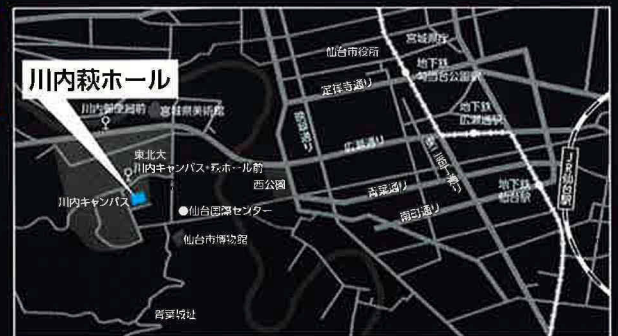 川内萩ホール
仙台市役所
宮城県庁
地下鉄
勾当台公園駅
定禅寺通り
川内郵便局前
宮城県美術館
地下鉄
広瀬通駅
広瀬通り
東二番丁通り
東北大
川内キャンパス・萩ホール前
川内キャンパス
西公園
青葉通り
南町通り
地下鉄
仙台駅
JR仙台駅
仙台国際センター
仙台市博物館
青葉城址